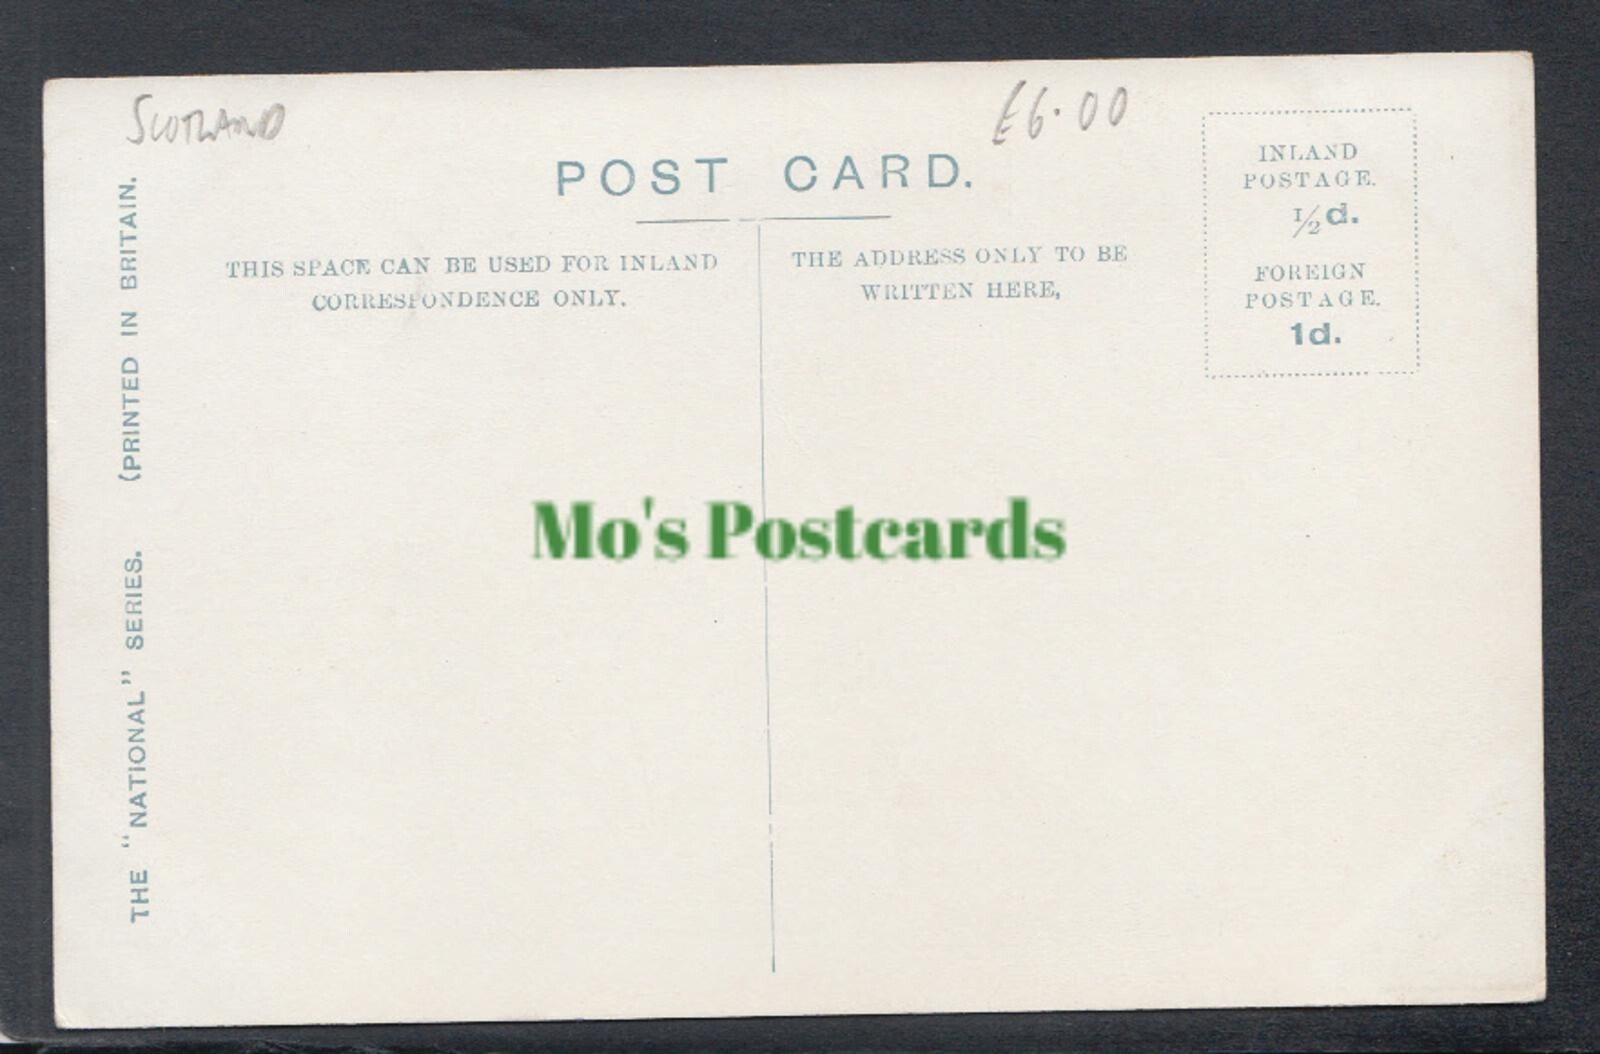 SCOTLAND
£6.00
POST CARD.
THIS SPACE CAN BE USED FOR INLAND
CORRESPONDENCE ONLY.
THE ADDRESS ONLY TO BE
WRITTEN HERE,
INLAND
POSTAGE.
½d.
FOREIGN
POSTAGE.
1d.
THE "NATIONAL" SERIES. (PRINTED IN BRITAIN.
Mo's Postcards